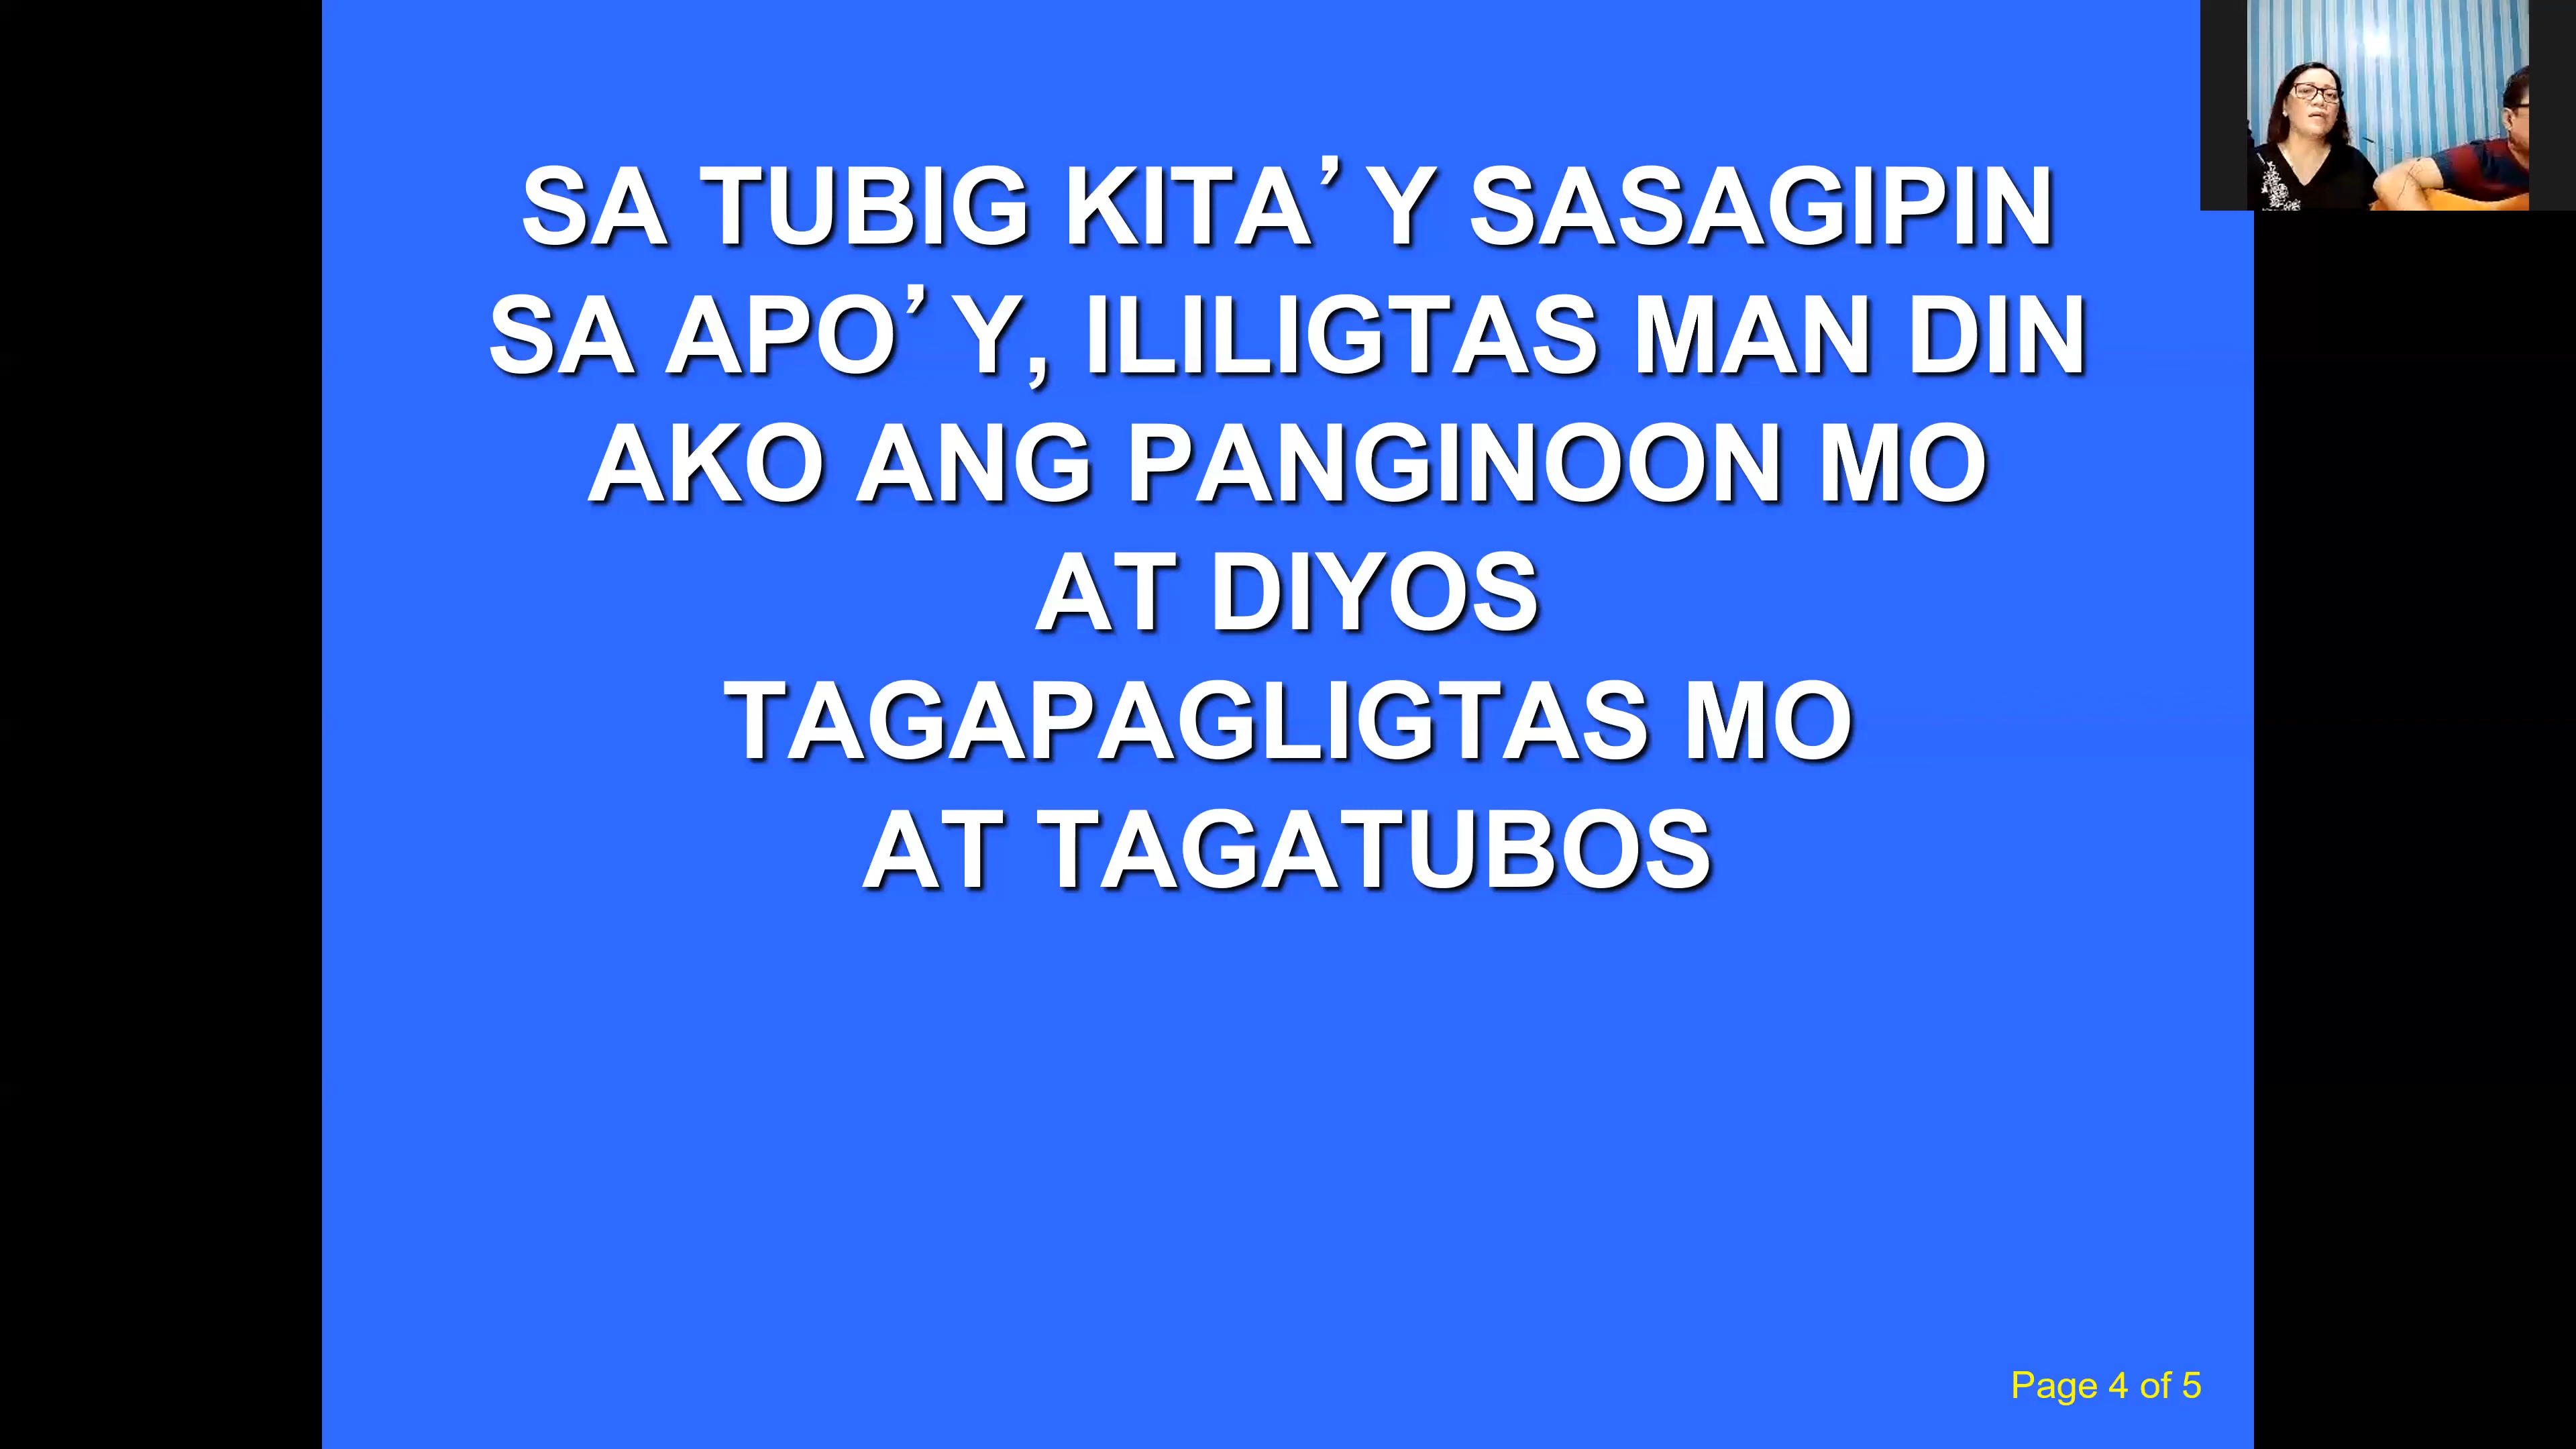 SA TUBIG KITA’Y SASAGIPIN
SA APO’Y, ILILIGTAS MAN DIN
AKO ANG PANGINOON MO
AT DIYOS
TAGAPAGLIGTAS MO
AT TAGATUBOS
Page 4 of 5